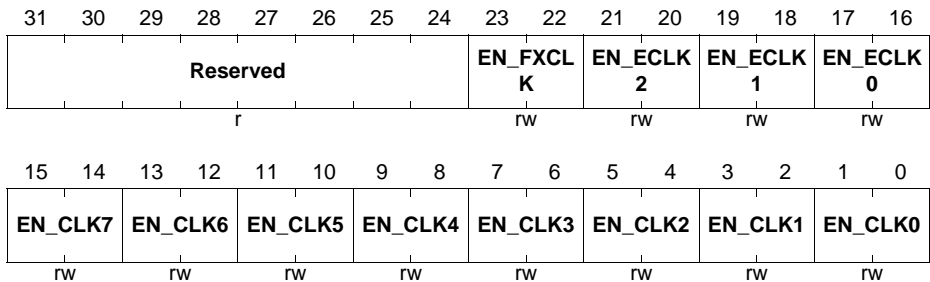 31 30 29 28 27 26 25 24 23 22 21 20 19 18 17 16
Reserved EN_FXCL EN_ECLK EN_ECLK EN_ECLK
K 2 1 0
r rw rw rw rw
15 14 13 12 11 10 9 8 7 6 5 4 3 2 1 0
EN_CLK7 EN_CLK6 EN_CLK5 EN_CLK4 EN_CLK3 EN_CLK2 EN_CLK1 EN_CLK0
rw rw rw rw rw rw rw rw